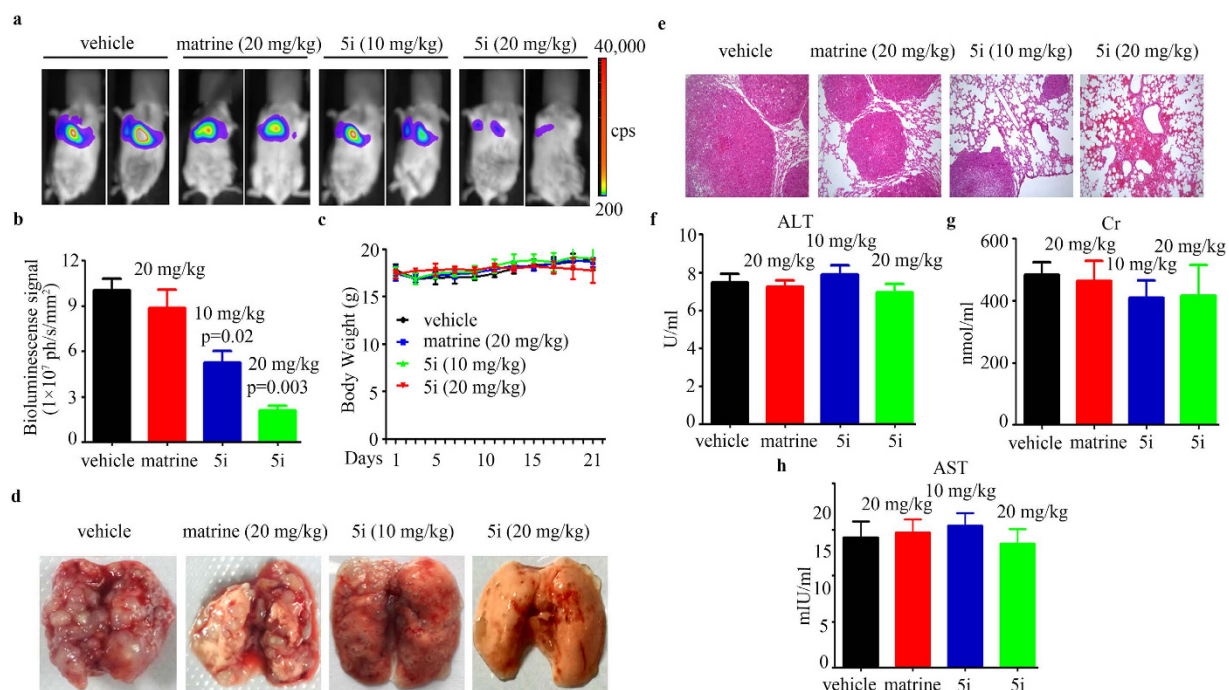 a
vehicle
matrine (20 mg/kg)
5i (10 mg/kg)
5i (20 mg/kg)
40,000
cps
200
b
Bioluminescense signal
(1×10⁷ ph/s/mm²)
12
9
6
3
0
20 mg/kg
10 mg/kg
p=0.02
20 mg/kg
p=0.003
vehicle matrine 5i 5i
c
Body Weight (g)
20
15
10
5
0
vehicle
matrine (20 mg/kg)
5i (10 mg/kg)
5i (20 mg/kg)
Days 1 5 10 15 21
d
vehicle
matrine (20 mg/kg)
5i (10 mg/kg)
5i (20 mg/kg)
e
vehicle
matrine (20 mg/kg)
5i (10 mg/kg)
5i (20 mg/kg)
f
ALT
U/ml
10
8
6
4
2
0
20 mg/kg
10 mg/kg
20 mg/kg
vehicle matrine 5i 5i
g
Cr
nmol/ml
600
400
200
0
20 mg/kg
10 mg/kg
20 mg/kg
vehicle matrine 5i 5i
h
AST
mIU/ml
20
15
10
5
0
20 mg/kg
10 mg/kg
20 mg/kg
vehicle matrine 5i 5i